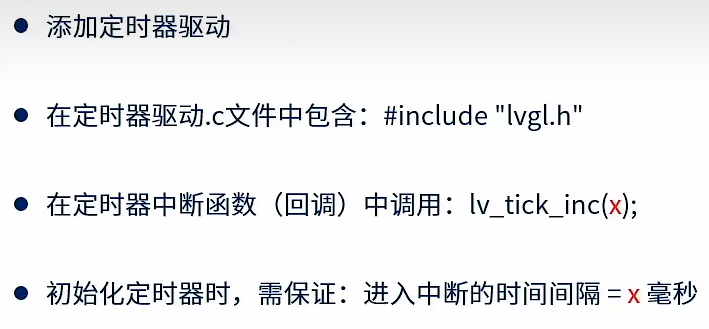 ● 添加定时器驱动
● 在定时器驱动.c文件中包含：#include "lvgl.h"
● 在定时器中断函数（回调）中调用：lv_tick_inc(x);
● 初始化定时器时，需保证：进入中断的时间间隔 = x 毫秒